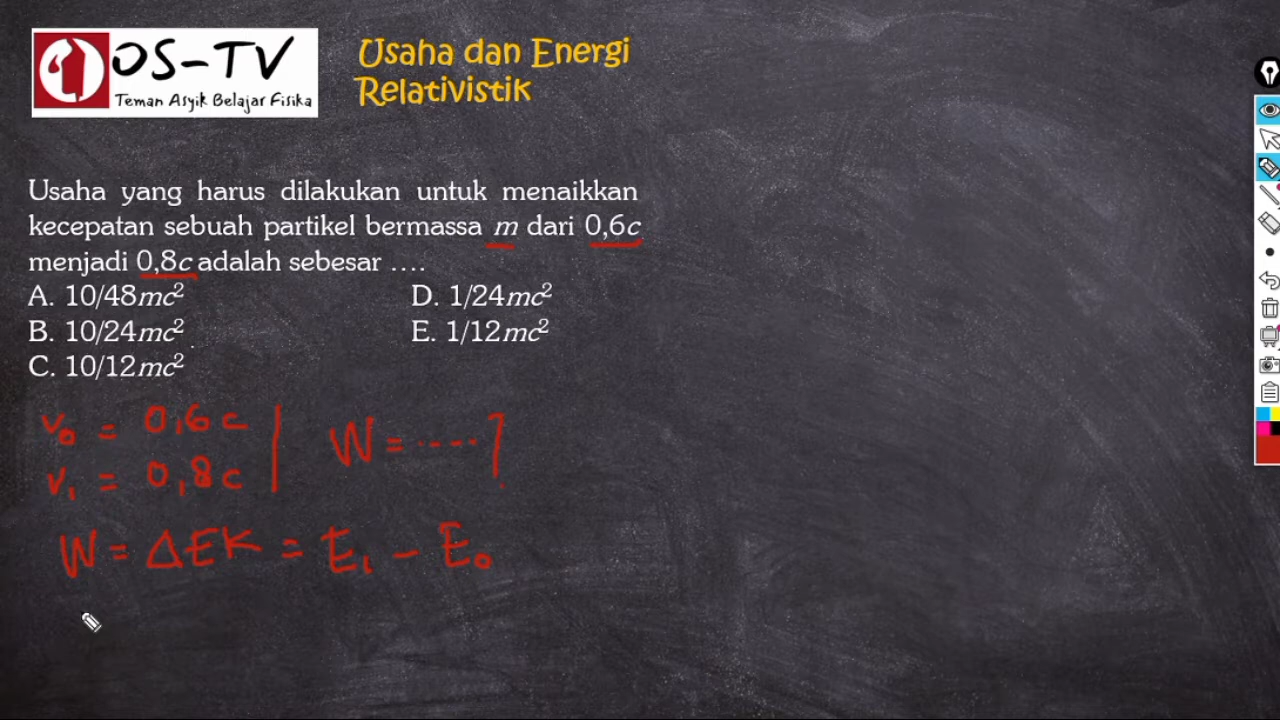 OS-TV
Teman Asyik Belajar Fisika
Usaha dan Energi
Relativistik
Usaha yang harus dilakukan untuk menaikkan
kecepatan sebuah partikel bermassa m dari 0,6c
menjadi 0,8c adalah sebesar ….
A. 10/48mc²
D. 1/24mc²
B. 10/24mc²
E. 1/12mc²
C. 10/12mc²
v₀ = 0,6c
v₁ = 0,8c
W = .....?
W = ΔEK = E₁ − E₀